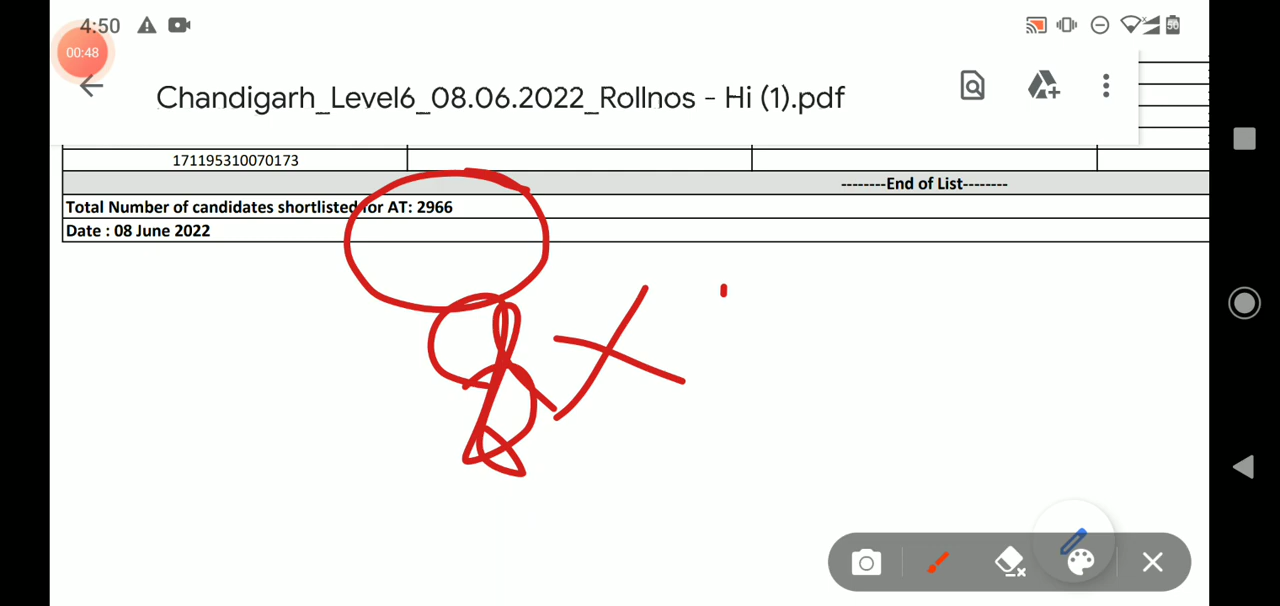 4:50
00:48
Chandigarh_Level6_08.06.2022_Rollnos - Hi (1).pdf
171195310070173
--------End of List--------
Total Number of candidates shortlisted for AT: 2966
Date : 08 June 2022